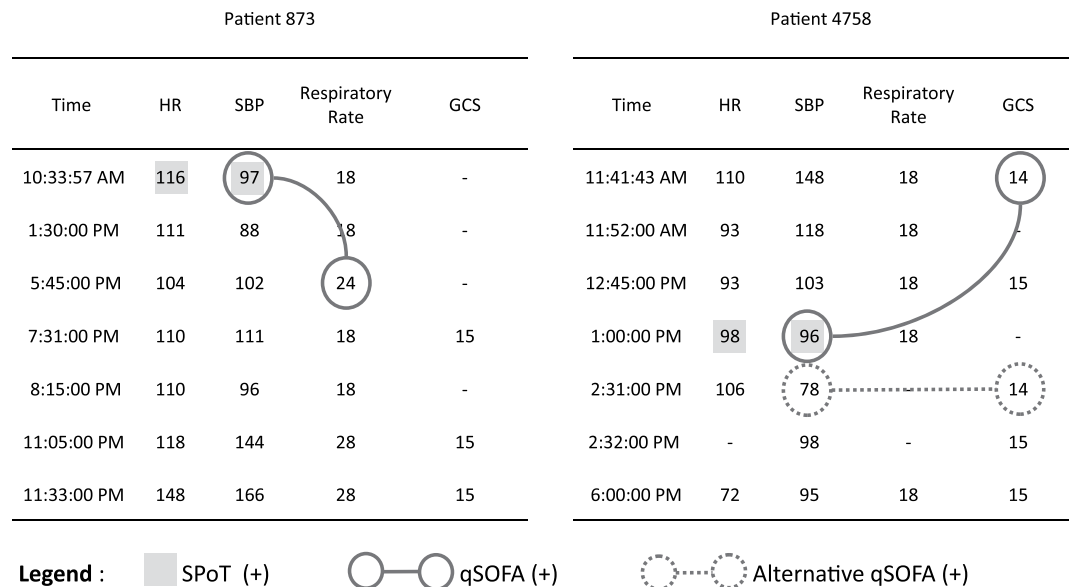 Patient 873
Time HR SBP Respiratory Rate GCS
10:33:57 AM 116 97 18 -
1:30:00 PM 111 88 18 -
5:45:00 PM 104 102 24 -
7:31:00 PM 110 111 18 15
8:15:00 PM 110 96 18 -
11:05:00 PM 118 144 28 15
11:33:00 PM 148 166 28 15
Patient 4758
Time HR SBP Respiratory Rate GCS
11:41:43 AM 110 148 18 14
11:52:00 AM 93 118 18 -
12:45:00 PM 93 103 18 15
1:00:00 PM 98 96 18 -
2:31:00 PM 106 78 - 14
2:32:00 PM - 98 - 15
6:00:00 PM 72 95 18 15
Legend : SPoT (+) qSOFA (+) Alternative qSOFA (+)